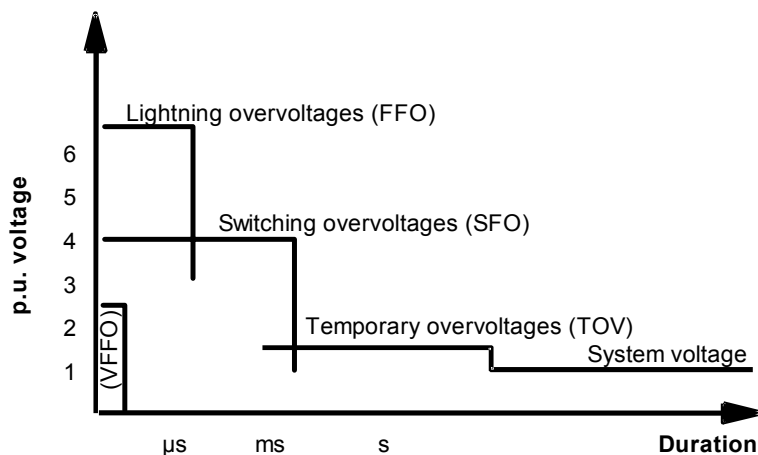 Lightning overvoltages (FFO)
6
5
Switching overvoltages (SFO)
4
3
2
Temporary overvoltages (TOV)
System voltage
1
p.u. voltage
(VFFO)
µs ms s Duration